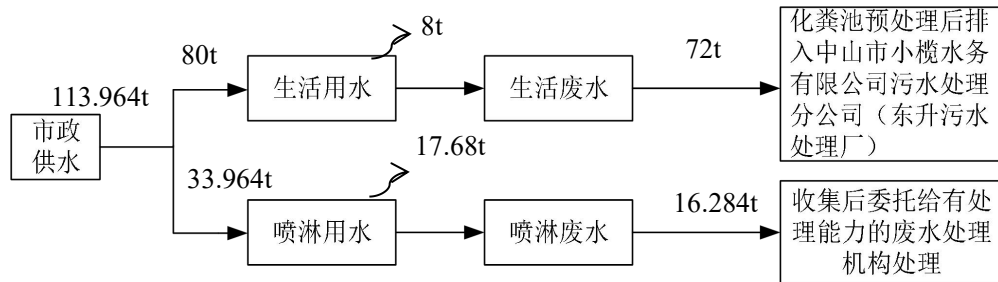 113.964t
市政
供水
80t
8t
生活用水
生活废水
72t
化粪池预处理后排
入中山市小榄水务
有限公司污水处理
分公司（东升污水
处理厂）
33.964t
17.68t
喷淋用水
喷淋废水
16.284t
收集后委托给有处
理能力的废水处理
机构处理